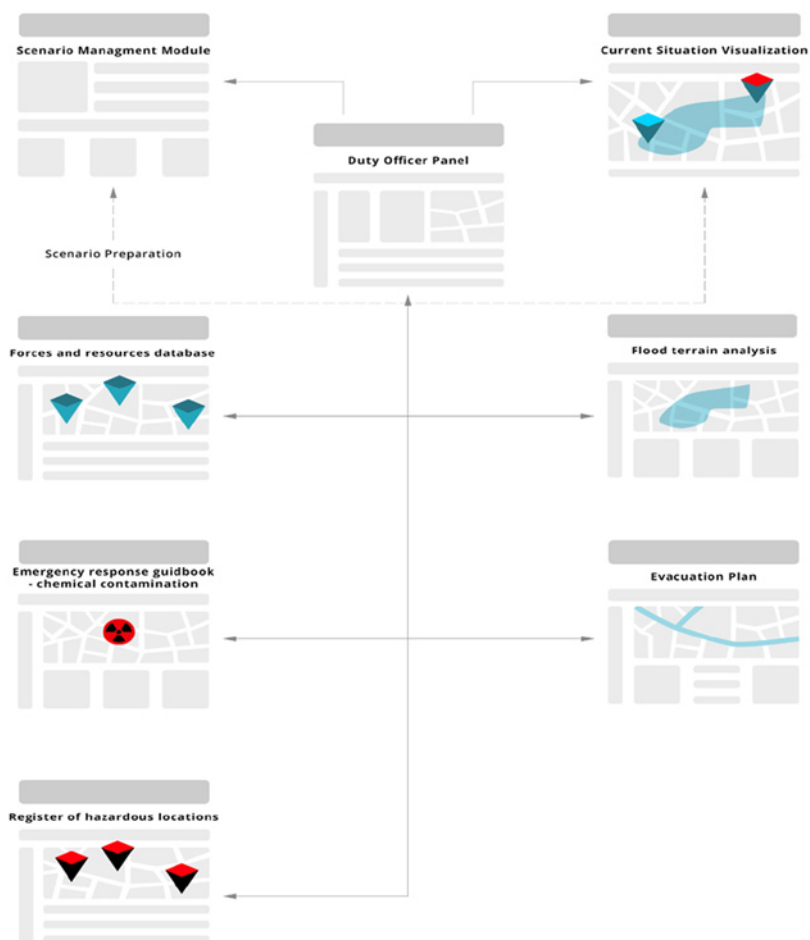 Scenario Managment Module
Current Situation Visualization
Duty Officer Panel
Scenario Preparation
Forces and resources database
Flood terrain analysis
Emergency response guidbook
- chemical contamination
Evacuation Plan
Register of hazardous locations